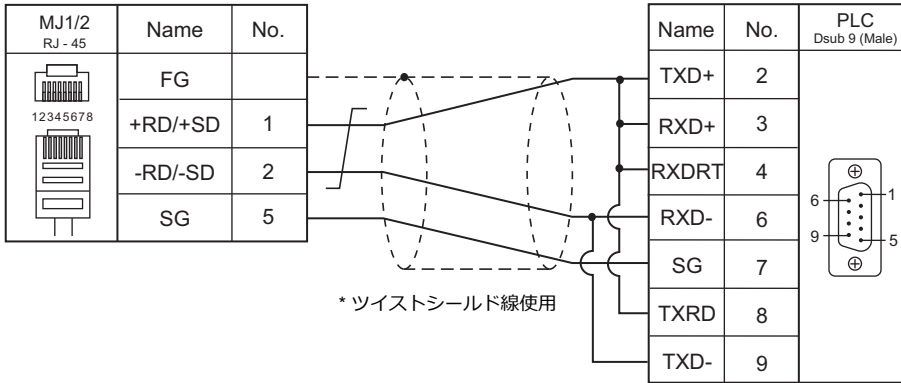 MJ1/2
RJ - 45
Name No.
FG
12345678
+RD/+SD 1
-RD/-SD 2
SG 5
* ツイストシールド線使用
Name No. PLC
Dsub 9 (Male)
TXD+ 2
RXD+ 3
RXDRT 4
RXD- 6
SG 7
TXRD 8
TXD- 9
6 1
9 5